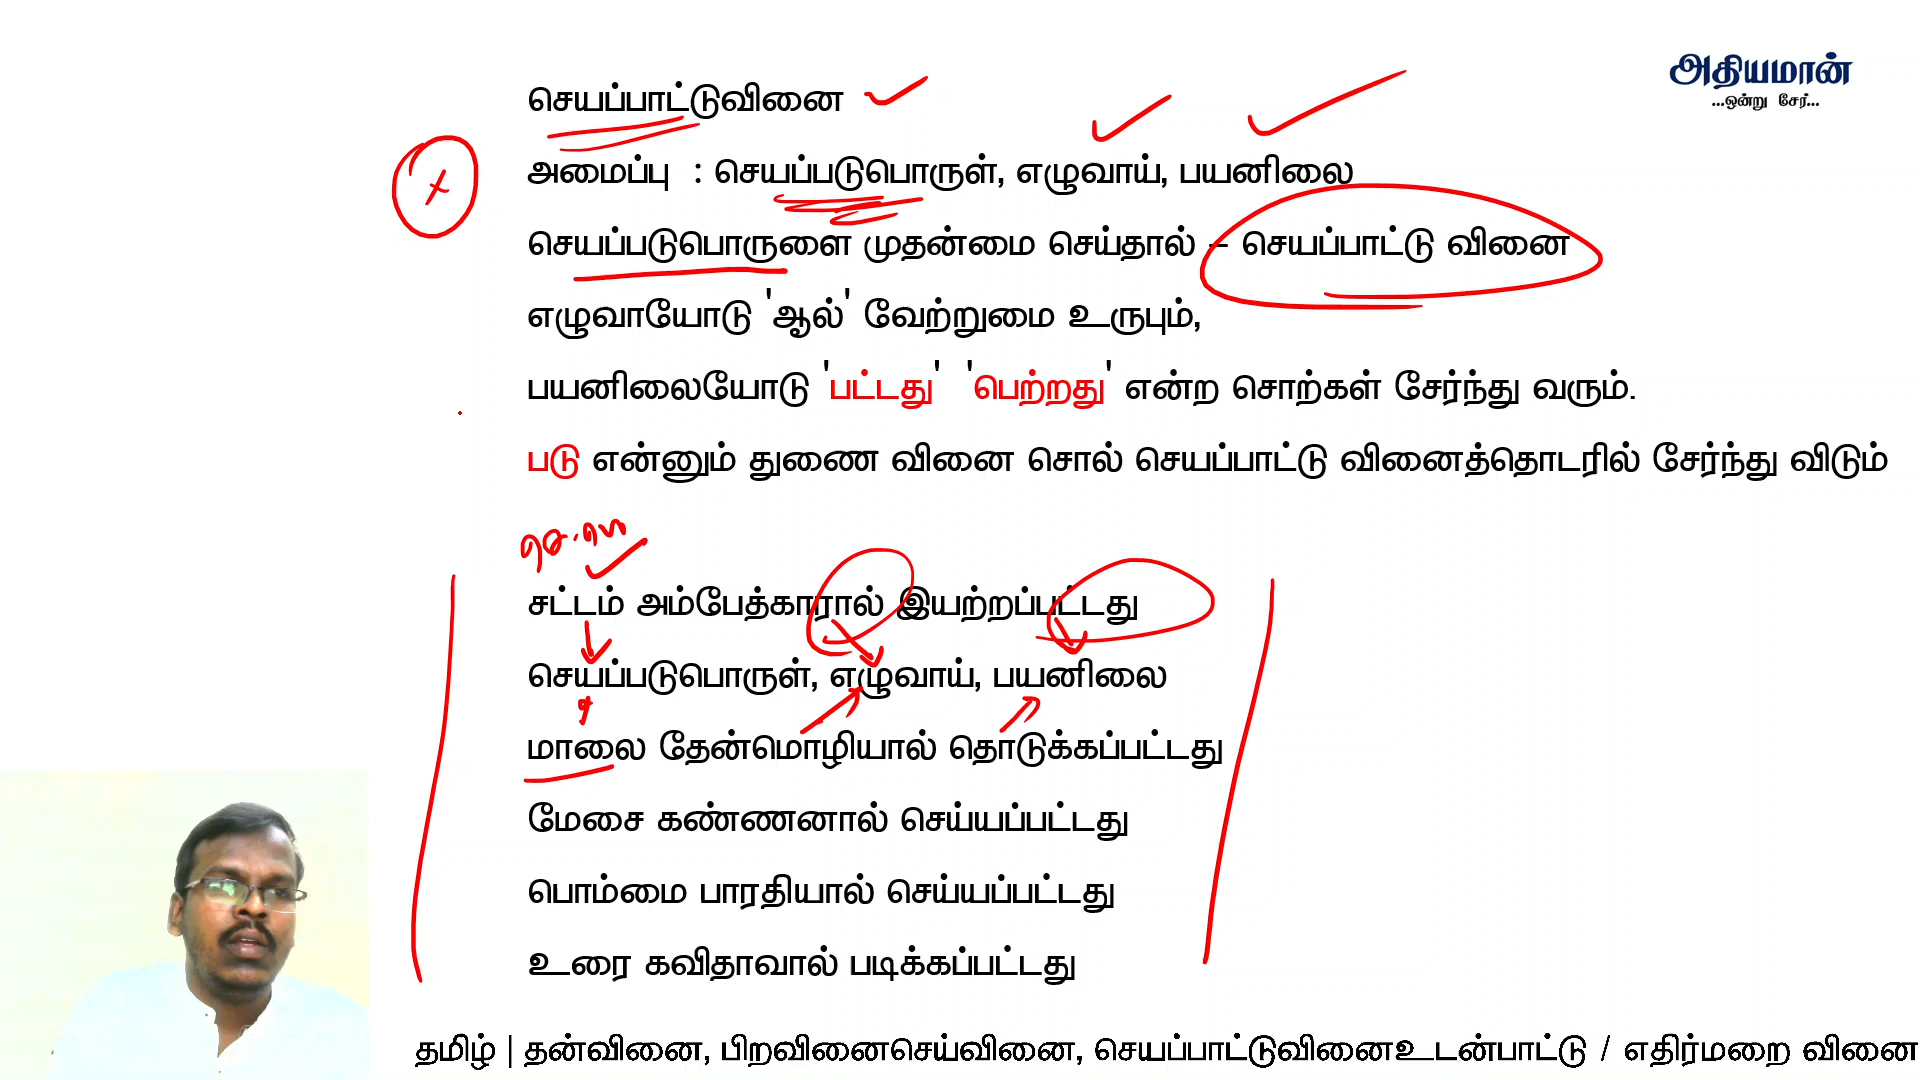 அதியமான்
...ஒன்று சேர்...
செயப்பாட்டுவினை
அமைப்பு : செயப்படுபொருள், எழுவாய், பயனிலை
செயப்படுபொருளை முதன்மை செய்தால் – செயப்பாட்டு வினை
எழுவாயோடு 'ஆல்' வேற்றுமை உருபும்,
பயனிலையோடு 'பட்டது' 'பெற்றது' என்ற சொற்கள் சேர்ந்து வரும்.
படு என்னும் துணை வினை சொல் செயப்பாட்டு வினைத்தொடரில் சேர்ந்து விடும்
செ.பொ
சட்டம் அம்பேத்காரால் இயற்றப்பட்டது
செயப்படுபொருள், எழுவாய், பயனிலை
மாலை தேன்மொழியால் தொடுக்கப்பட்டது
மேசை கண்ணனால் செய்யப்பட்டது
பொம்மை பாரதியால் செய்யப்பட்டது
உரை கவிதாவால் படிக்கப்பட்டது
தமிழ் | தன்வினை, பிறவினைசெய்வினை, செயப்பாட்டுவினைஉடன்பாட்டு / எதிர்மறை வினை